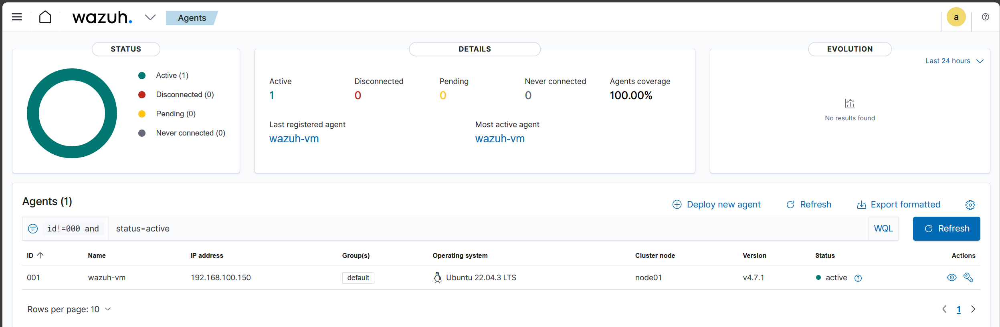 wazuh. Agents a
STATUS
Active (1)
Disconnected (0)
Pending (0)
Never connected (0)
DETAILS
Active Disconnected Pending Never connected Agents coverage
1 0 0 0 100.00%
Last registered agent Most active agent
wazuh-vm wazuh-vm
EVOLUTION
Last 24 hours
No results found
Agents (1) Deploy new agent Refresh Export formatted
id!=000 and status=active WQL Refresh
ID Name IP address Group(s) Operating system Cluster node Version Status Actions
001 wazuh-vm 192.168.100.150 default Ubuntu 22.04.3 LTS node01 v4.7.1 active
Rows per page: 10 1